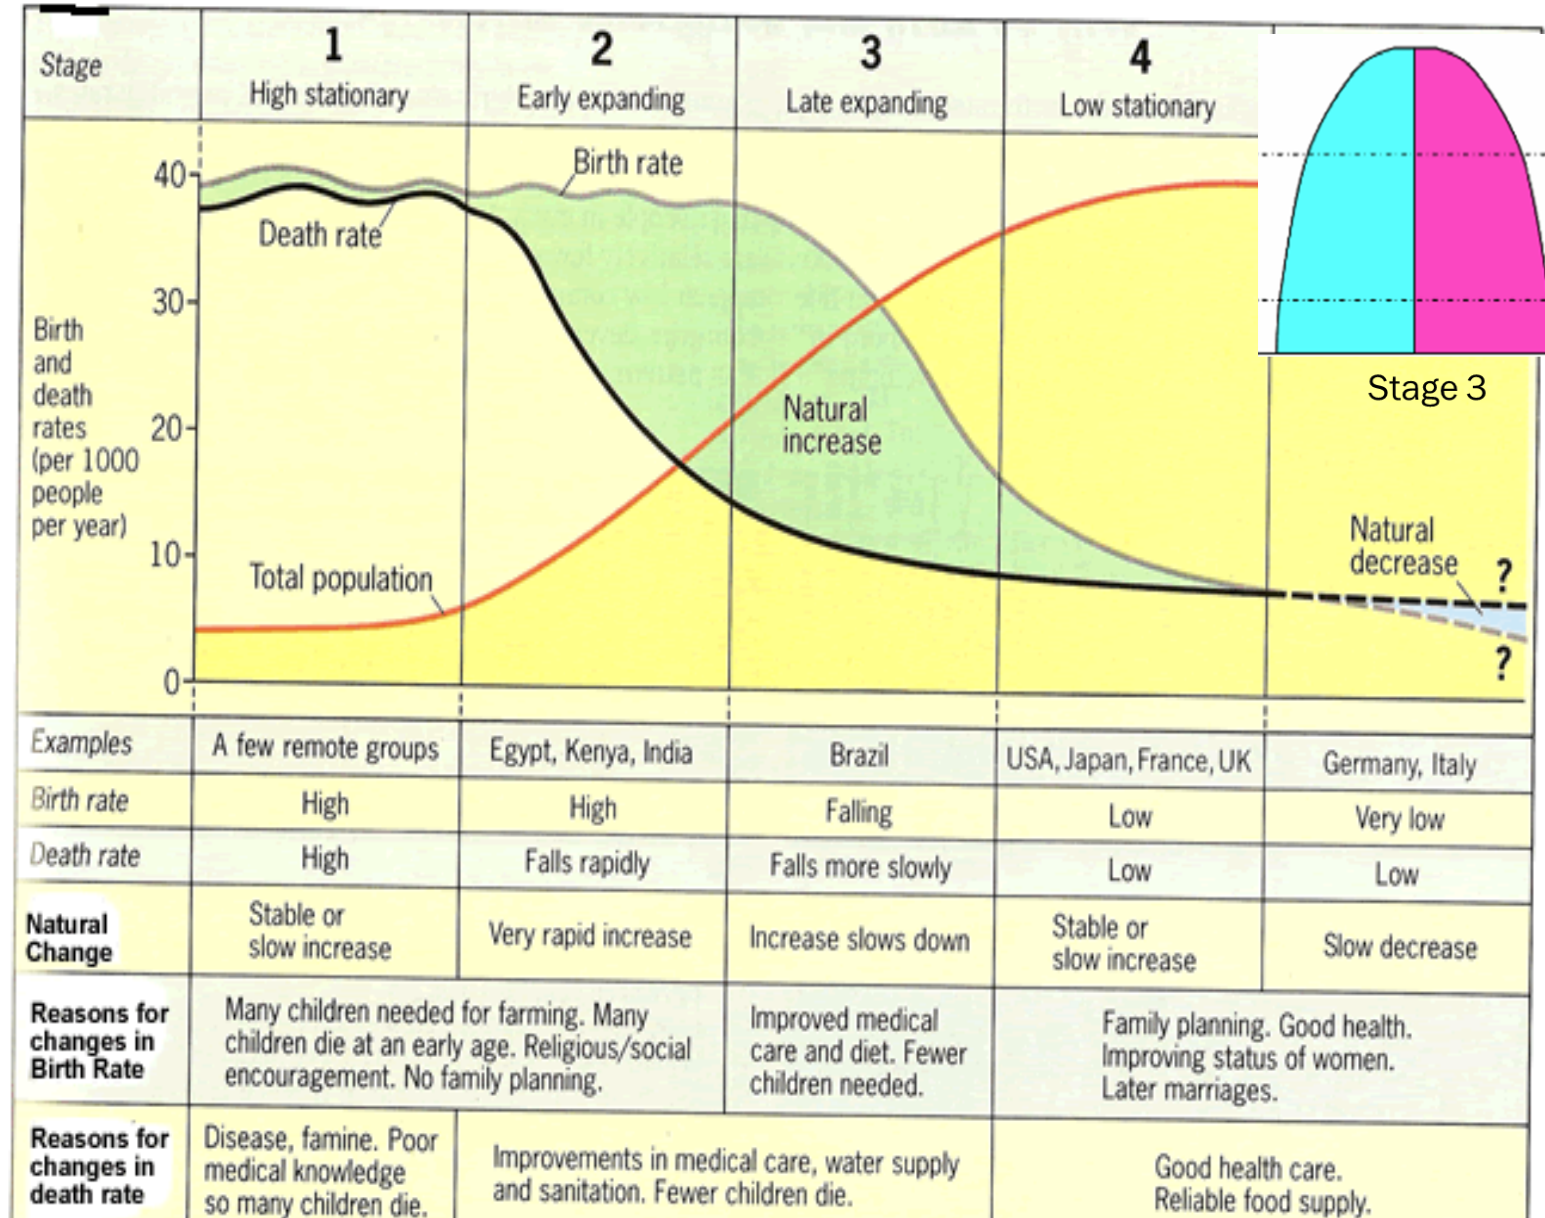 Stage
1
High stationary
2
Early expanding
3
Late expanding
4
Low stationary
Stage 3
Birth
and
death
rates
(per 1000
people
per year)
40
30
20
10
0
Birth rate
Death rate
Natural
increase
Total population
Natural
decrease
?
?
Examples
A few remote groups
Egypt, Kenya, India
Brazil
USA, Japan, France, UK
Germany, Italy
Birth rate
High
High
Falling
Low
Very low
Death rate
High
Falls rapidly
Falls more slowly
Low
Low
Natural
Change
Stable or
slow increase
Very rapid increase
Increase slows down
Stable or
slow increase
Slow decrease
Reasons for
changes in
Birth Rate
Many children needed for farming. Many
children die at an early age. Religious/social
encouragement. No family planning.
Improved medical
care and diet. Fewer
children needed.
Family planning. Good health.
Improving status of women.
Later marriages.
Reasons for
changes in
death rate
Disease, famine. Poor
medical knowledge
so many children die.
Improvements in medical care, water supply
and sanitation. Fewer children die.
Good health care.
Reliable food supply.